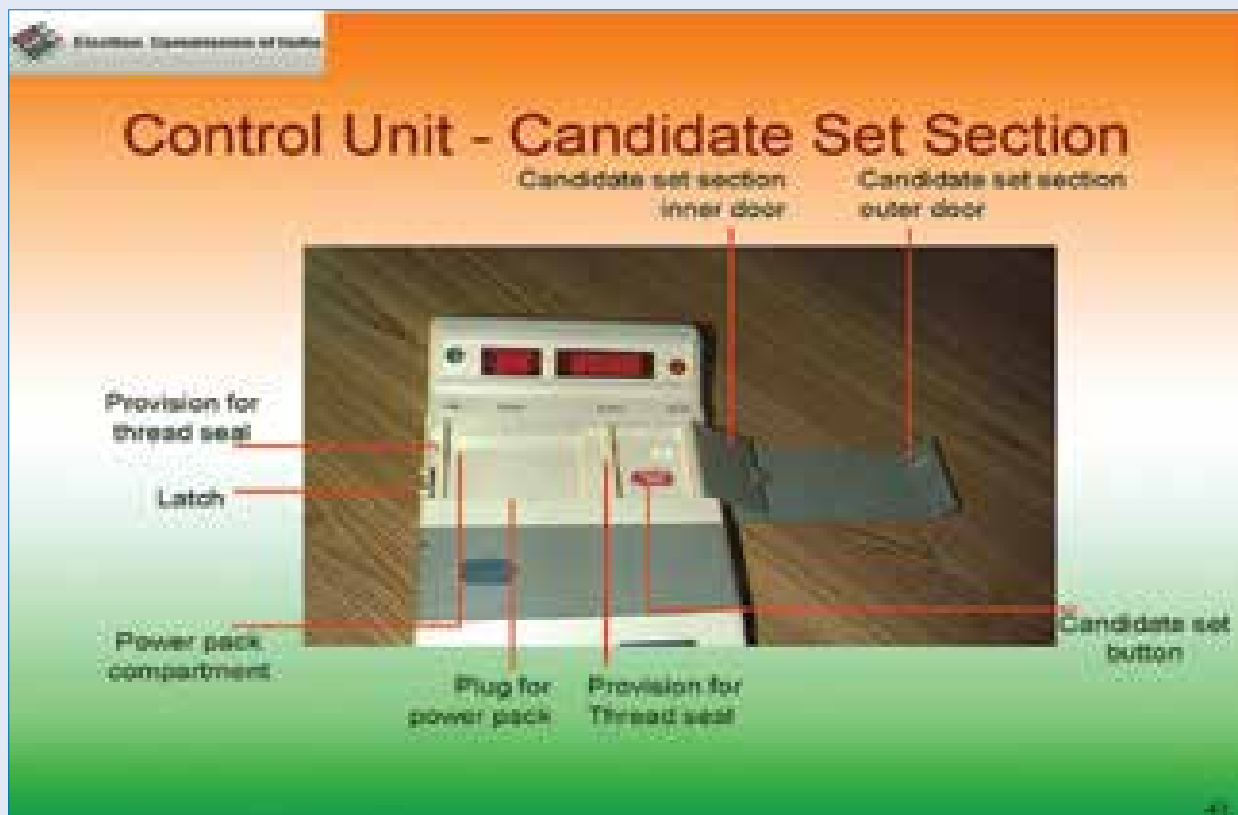 Election Commission of India
Control Unit - Candidate Set Section
Candidate set section
inner door
Candidate set section
outer door
Provision for
thread seal
Latch
Power pack
compartment
Plug for
power pack
Provision for
Thread seal
Candidate set
button